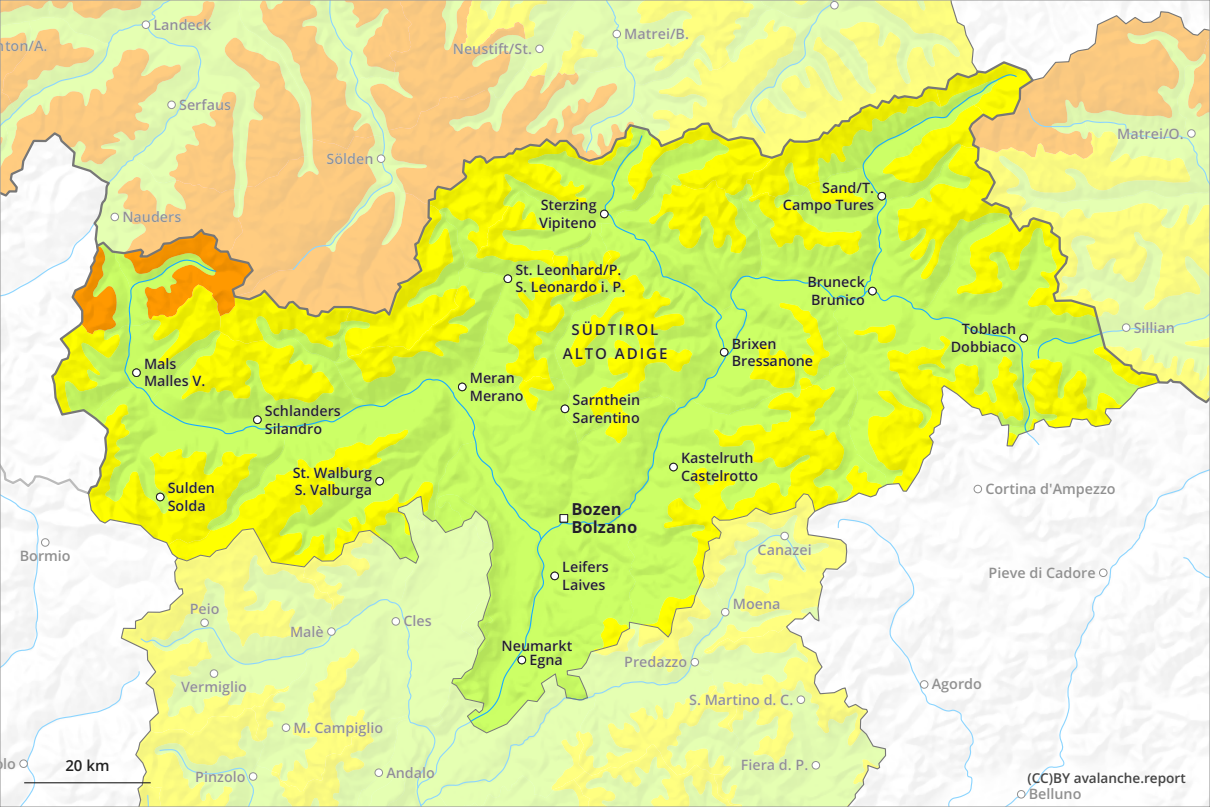 Landeck
Matrei/B.
Neustift/St.
Serfaus
Matrei/O.
Sölden
Sand/T.
Campo Tures
Sterzing
Vipiteno
Nauders
St. Leonhard/P.
S. Leonardo i. P.
Bruneck
Brunico
SÜDTIROL
ALTO ADIGE
Toblach
Dobbiaco
Sillian
Brixen
Bressanone
Mals
Malles V.
Meran
Merano
Sarnthein
Sarentino
Schlanders
Silandro
Kastelruth
Castelrotto
St. Walburg
S. Valburga
Sulden
Solda
Cortina d'Ampezzo
Bozen
Bolzano
Bormio
Canazei
Leifers
Laives
Pieve di Cadore
Peio
Moena
Malè
Cles
Neumarkt
Egna
Predazzo
Vermiglio
Agordo
S. Martino d. C.
M. Campiglio
20 km
Pinzolo
Andalo
Fiera d. P.
(CC)BY avalanche.report
Belluno